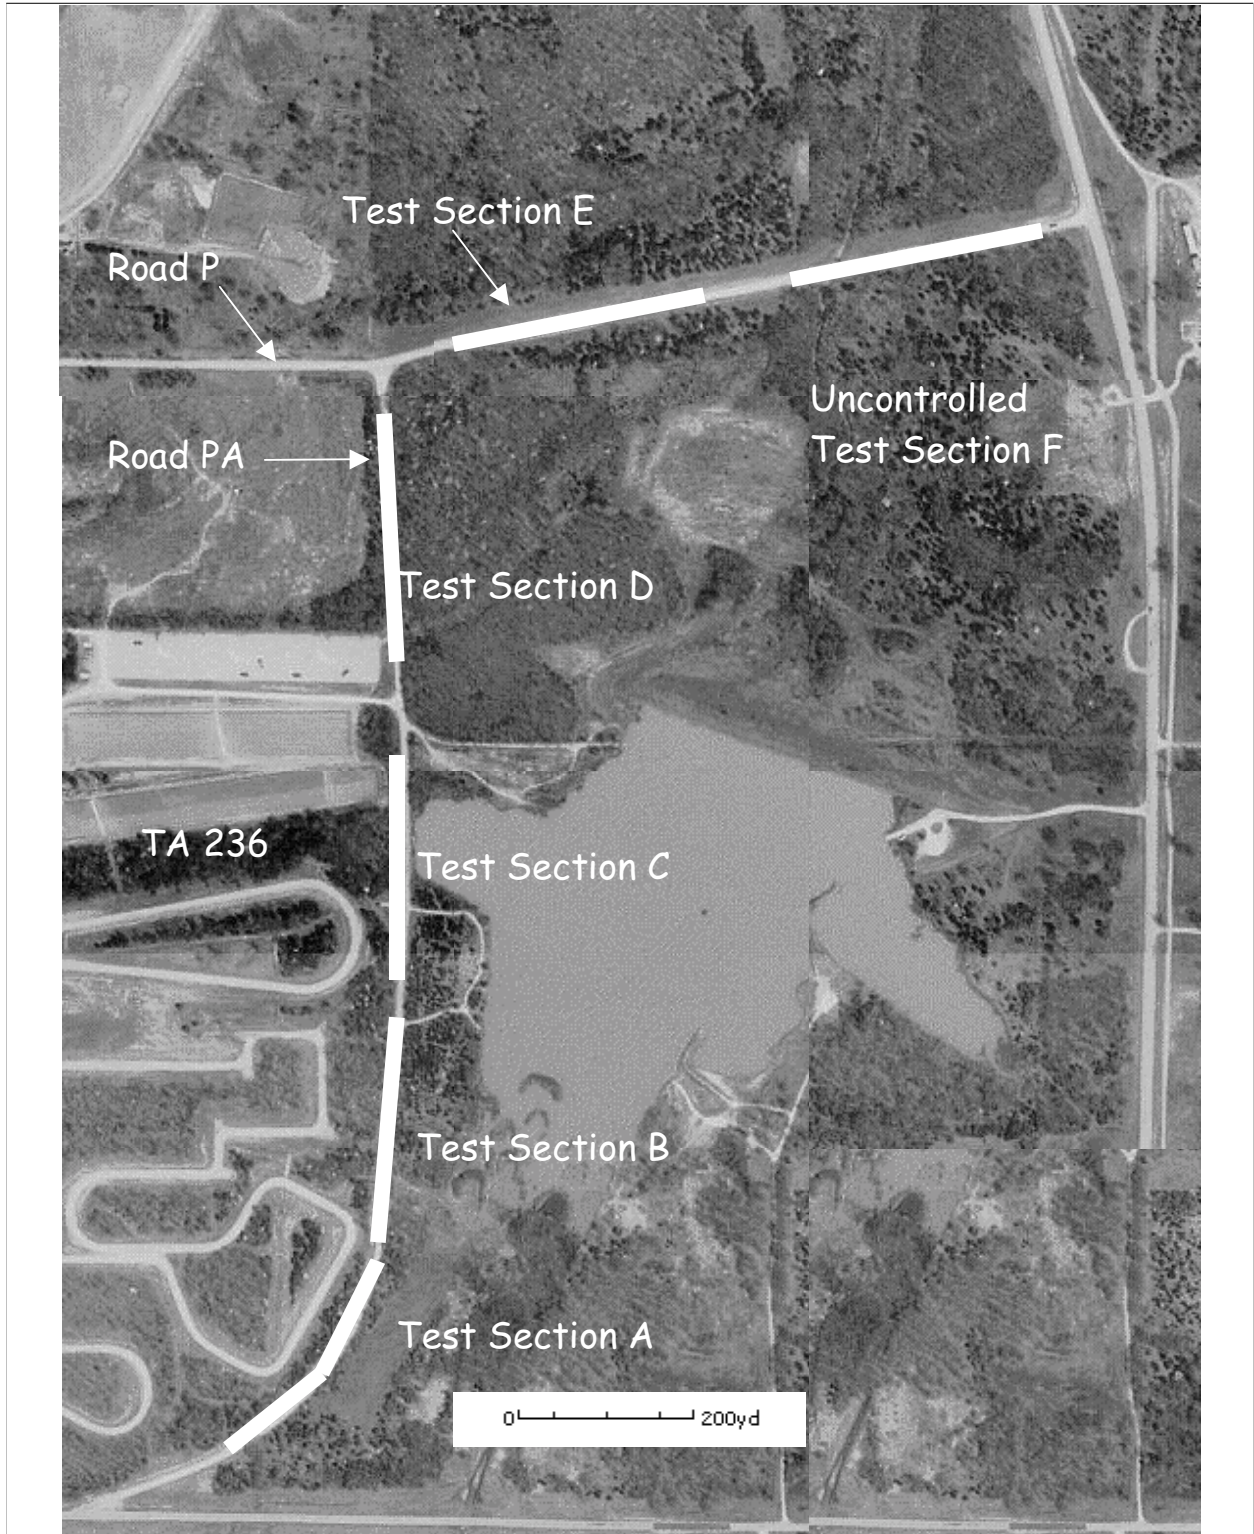 Test Section E
Road P
Uncontrolled
Test Section F
Road PA
Test Section D
TA 236
Test Section C
Test Section B
Test Section A
0 200yd